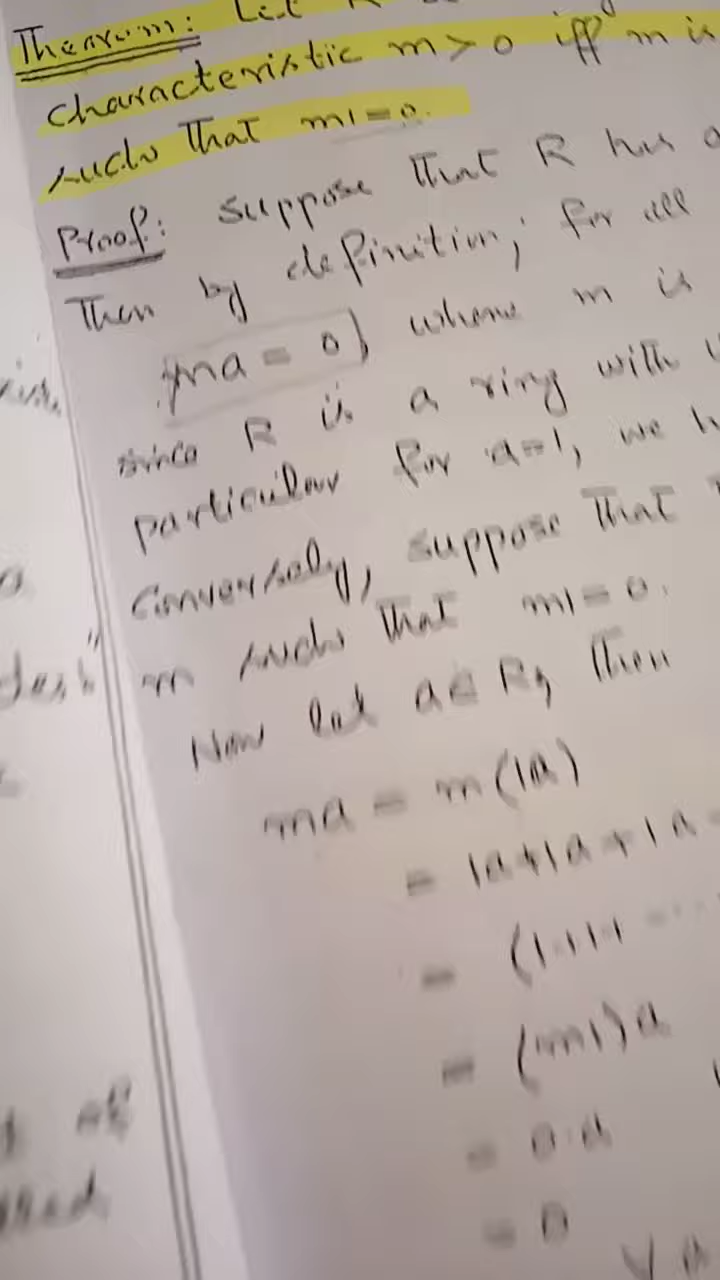 Theorem: Let R
characteristic m > 0 iff m is
such that m1 = 0.
Proof: Suppose that R has
Then by definition, for all
ma = 0, where m is
since R is a ring with
particular for a=1, we h
Conversely, suppose that
m such that m1 = 0.
Now let a ∈ R, Then
ma = m(1a)
= 1a+1a+1a
= (1+1+ ....
= (m1)a
= 0·a
= 0
∀ a